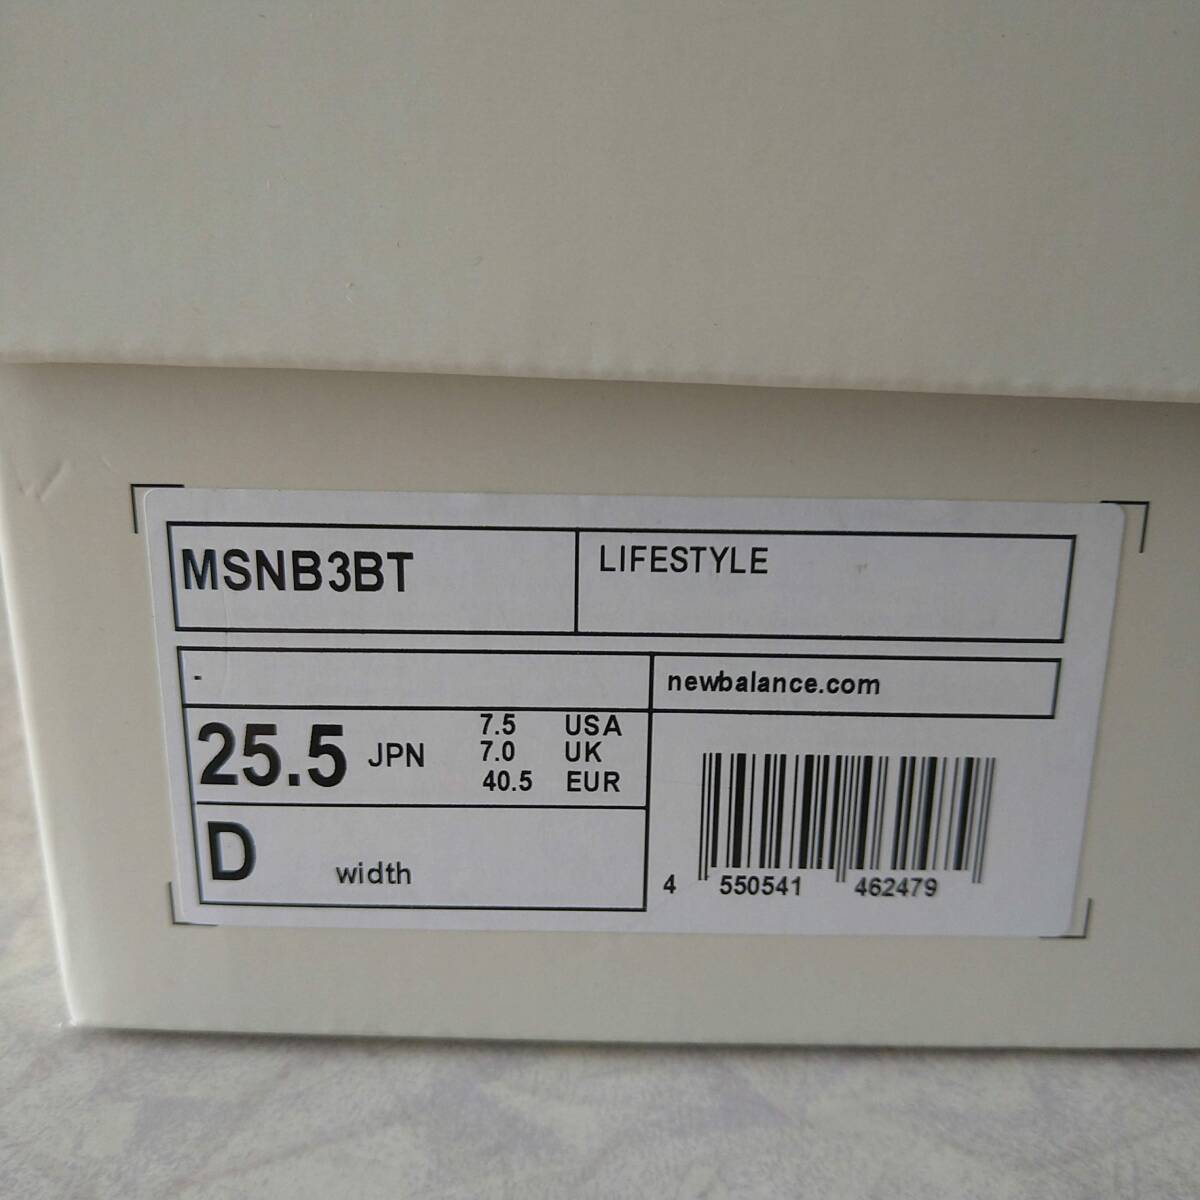 MSNB3BT
LIFESTYLE
-
newbalance.com
25.5 JPN
7.5 USA
7.0 UK
40.5 EUR
D width
4 550541 462479